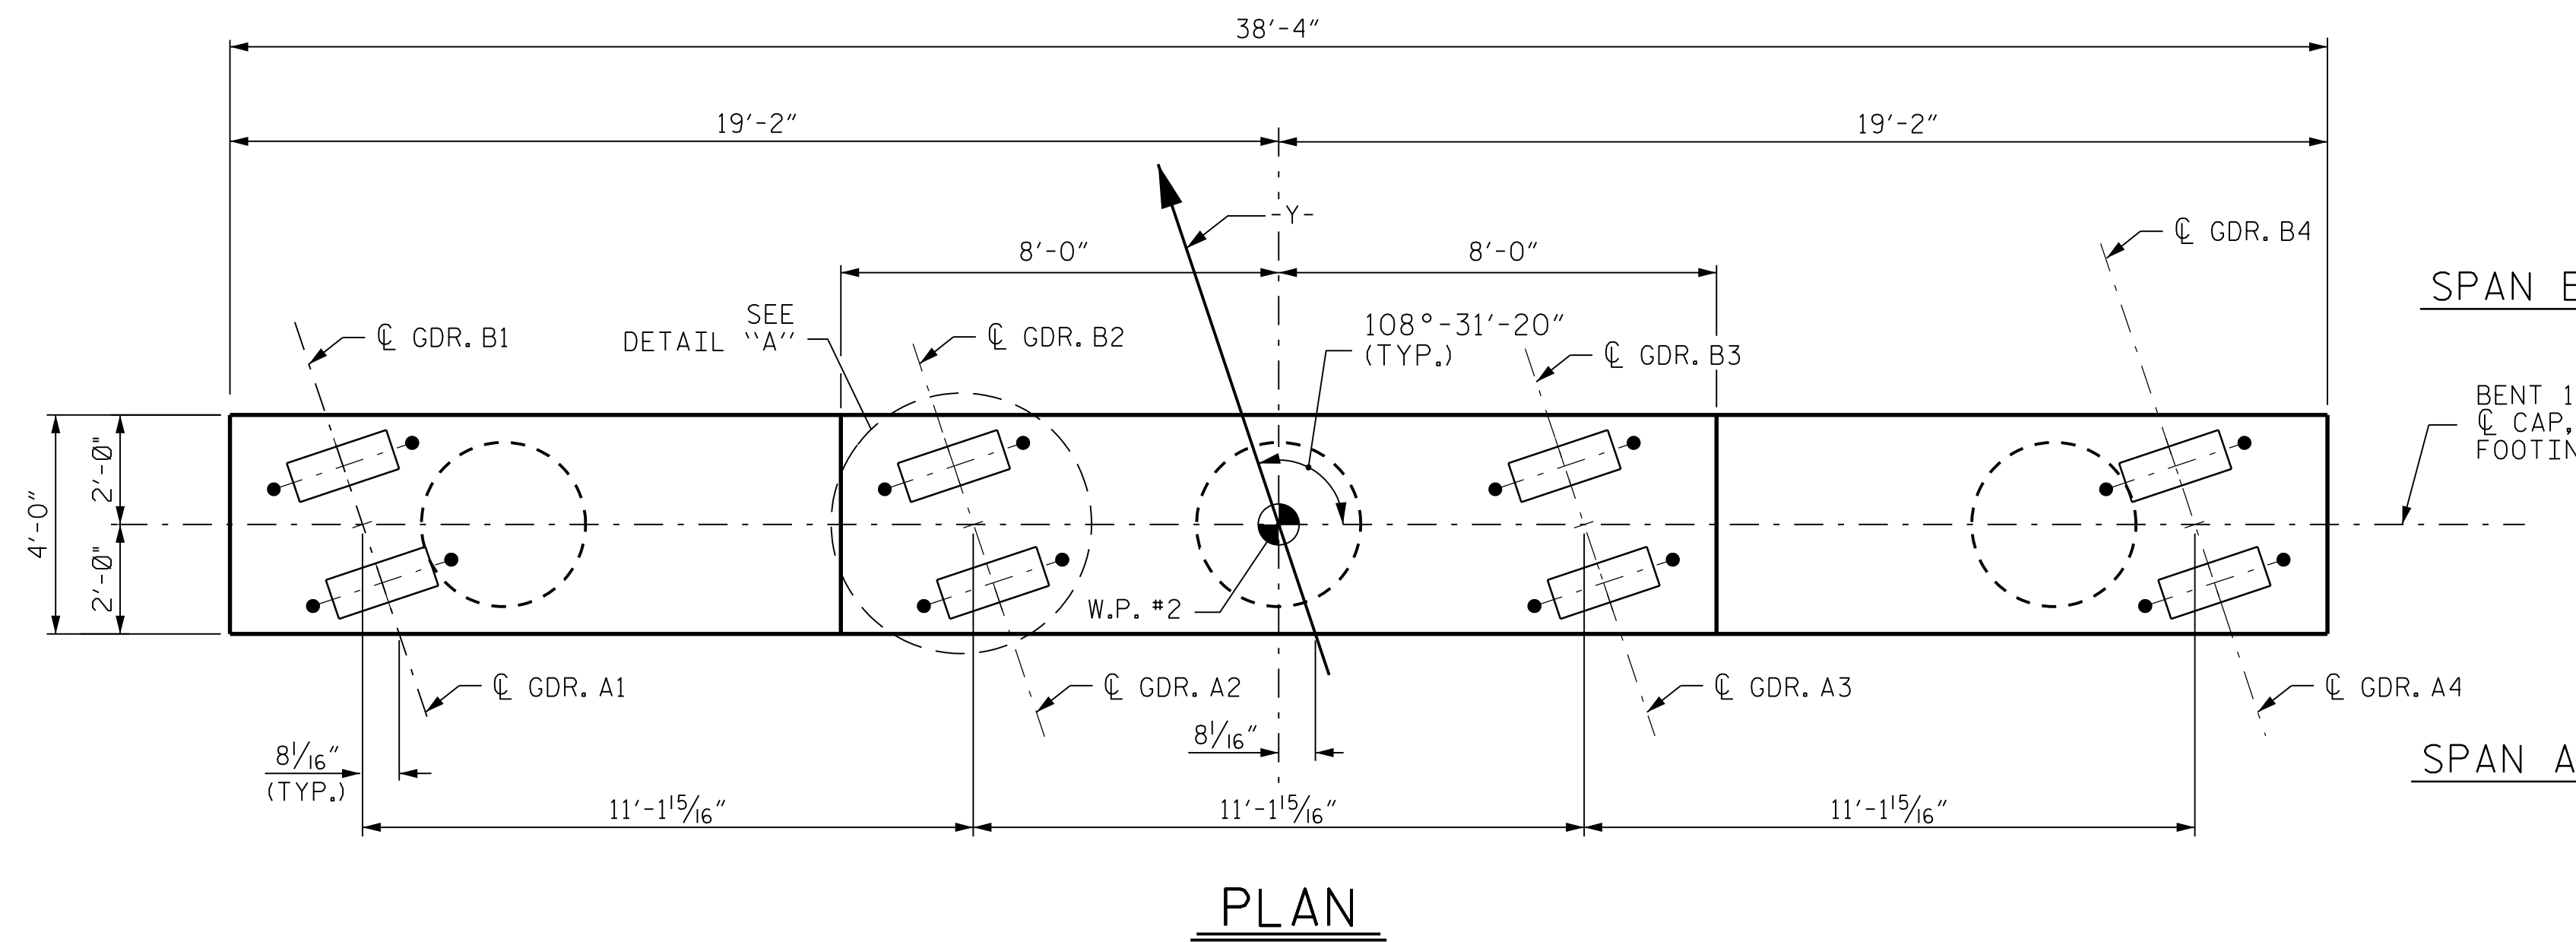 38'-4"
19'-2"
19'-2"
-Y-
8'-0"
8'-0"
℄ GDR. B4
SPAN B
SEE
DETAIL "A"
℄ GDR. B1
℄ GDR. B2
108°-31'-20"
(TYP.)
℄ GDR. B3
BENT 1
℄ CAP,
4'-0"
2'-0"
2'-0"
W.P. #2
℄ GDR. A1
℄ GDR. A2
℄ GDR. A3
℄ GDR. A4
8 1/16"
(TYP.)
8 1/16"
SPAN A
11'-1 15/16"
11'-1 15/16"
11'-1 15/16"
PLAN